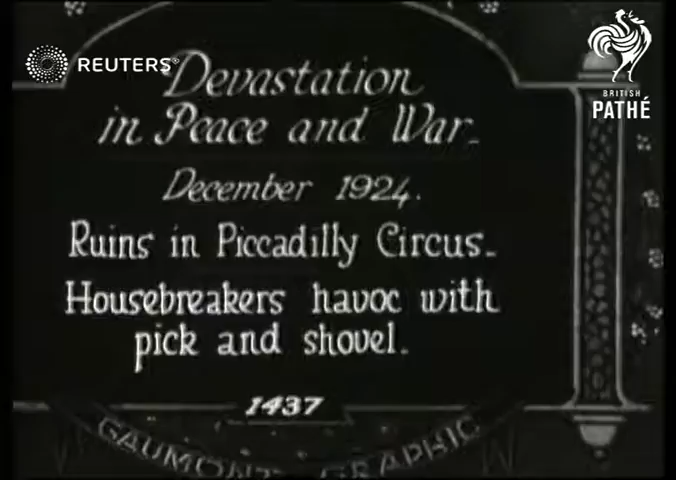 REUTERS
BRITISH
PATHÉ
Devastation
in Peace and War.
December 1924.
Ruins in Piccadilly Circus.
Housebreakers havoc with
pick and shovel.
1437
GAUMONT GRAPHIC